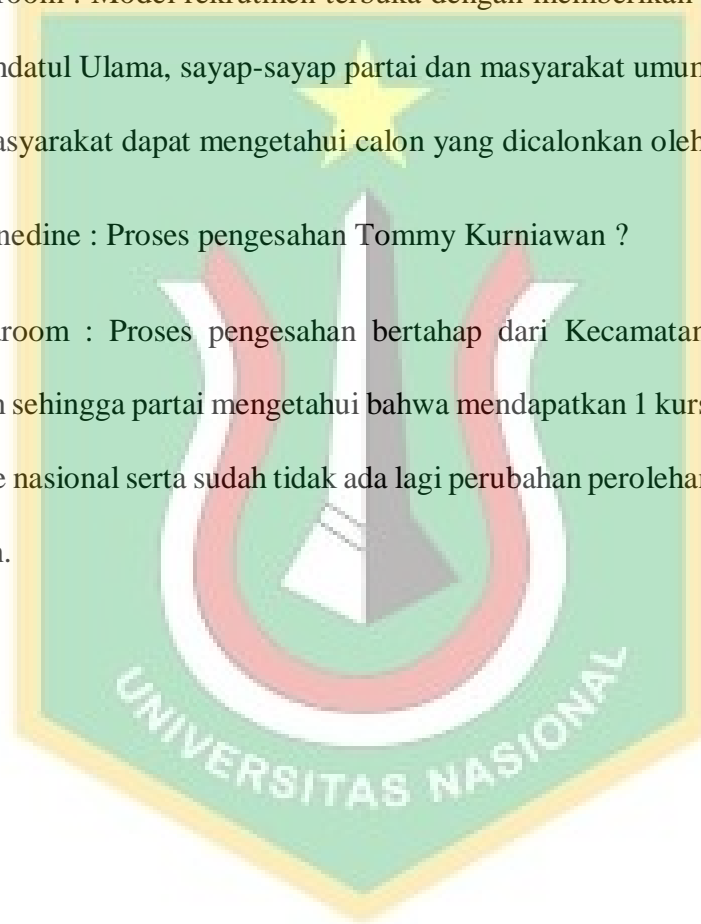 room : Model rekrutmen terbuka dengan memberikan
ndatul Ulama, sayap-sayap partai dan masyarakat umum
asyarakat dapat mengetahui calon yang dicalonkan oleh
nedine : Proses pengesahan Tommy Kurniawan ?
room : Proses pengesahan bertahap dari Kecamatan
sehingga partai mengetahui bahwa mendapatkan 1 kurs
e nasional serta sudah tidak ada lagi perubahan perolehan
UNIVERSITAS NASIONAL